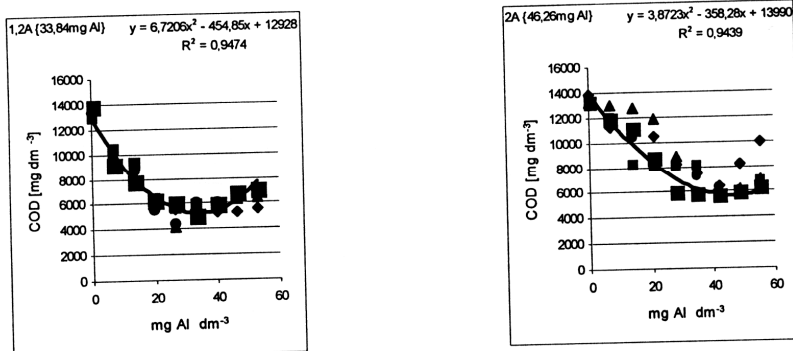 1,2A {33,84mg Al} y = 6,7206x² - 454,85x + 12928
R² = 0,9474
16000
14000
12000
10000
8000
6000
4000
2000
0
COD [mg dm⁻³]
0 20 40 60
mg Al dm⁻³
2A {46,26mg Al} y = 3,8723x² - 358,28x + 13990
R² = 0,9439
16000
14000
12000
10000
8000
6000
4000
2000
0
COD [mg dm⁻³]
0 20 40 60
mg Al dm⁻³